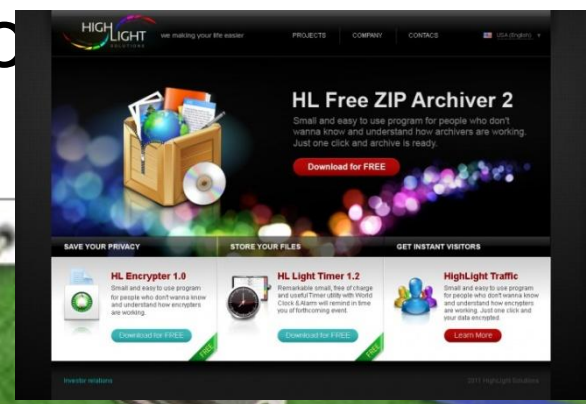 HIGH
LIGHT
SOLUTIONS
we making your life easier
PROJECTS
COMPANY
CONTACS
USA (English)
HL Free ZIP Archiver 2
Small and easy to use program for people who don't
wanna know and understand how archivers are working.
Just one click and archive is ready.
Download for FREE
SAVE YOUR PRIVACY
STORE YOUR FILES
GET INSTANT VISITORS
HL Encrypter 1.0
Small and easy to use program
for people who don't wanna know
and understand how encrypters
are working.
Download for FREE
HL Light Timer 1.2
Remarkable small, free of charge
and useful Timer utility with World
Clock & Alarm will remind in time
you of forthcoming event.
Download for FREE
FREE
HighLight Traffic
Small and easy to use program
for people who don't wanna know
and understand how encrypters
are working. Just one click and
your data encrypted.
Learn More
FREE
Investor relations
2011 HighLight Solutions